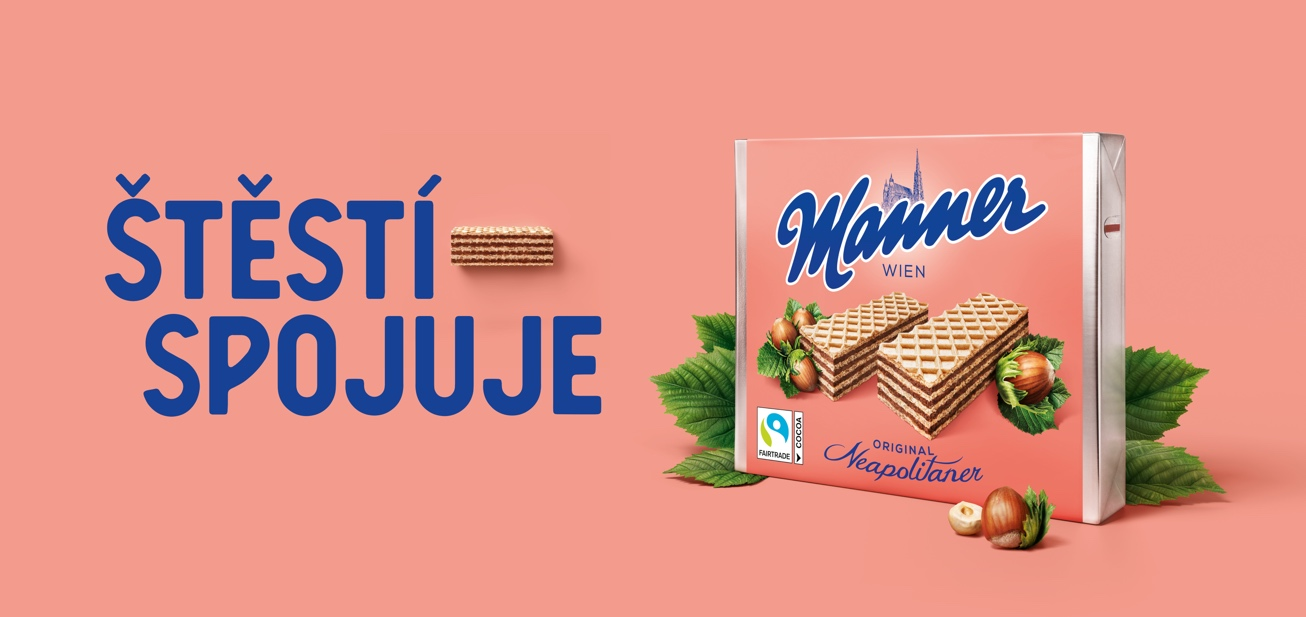 ŠTĚSTÍ
SPOJUJE
Manner
WIEN
FAIRTRADE
COCOA
ORIGINAL
Neapolitaner